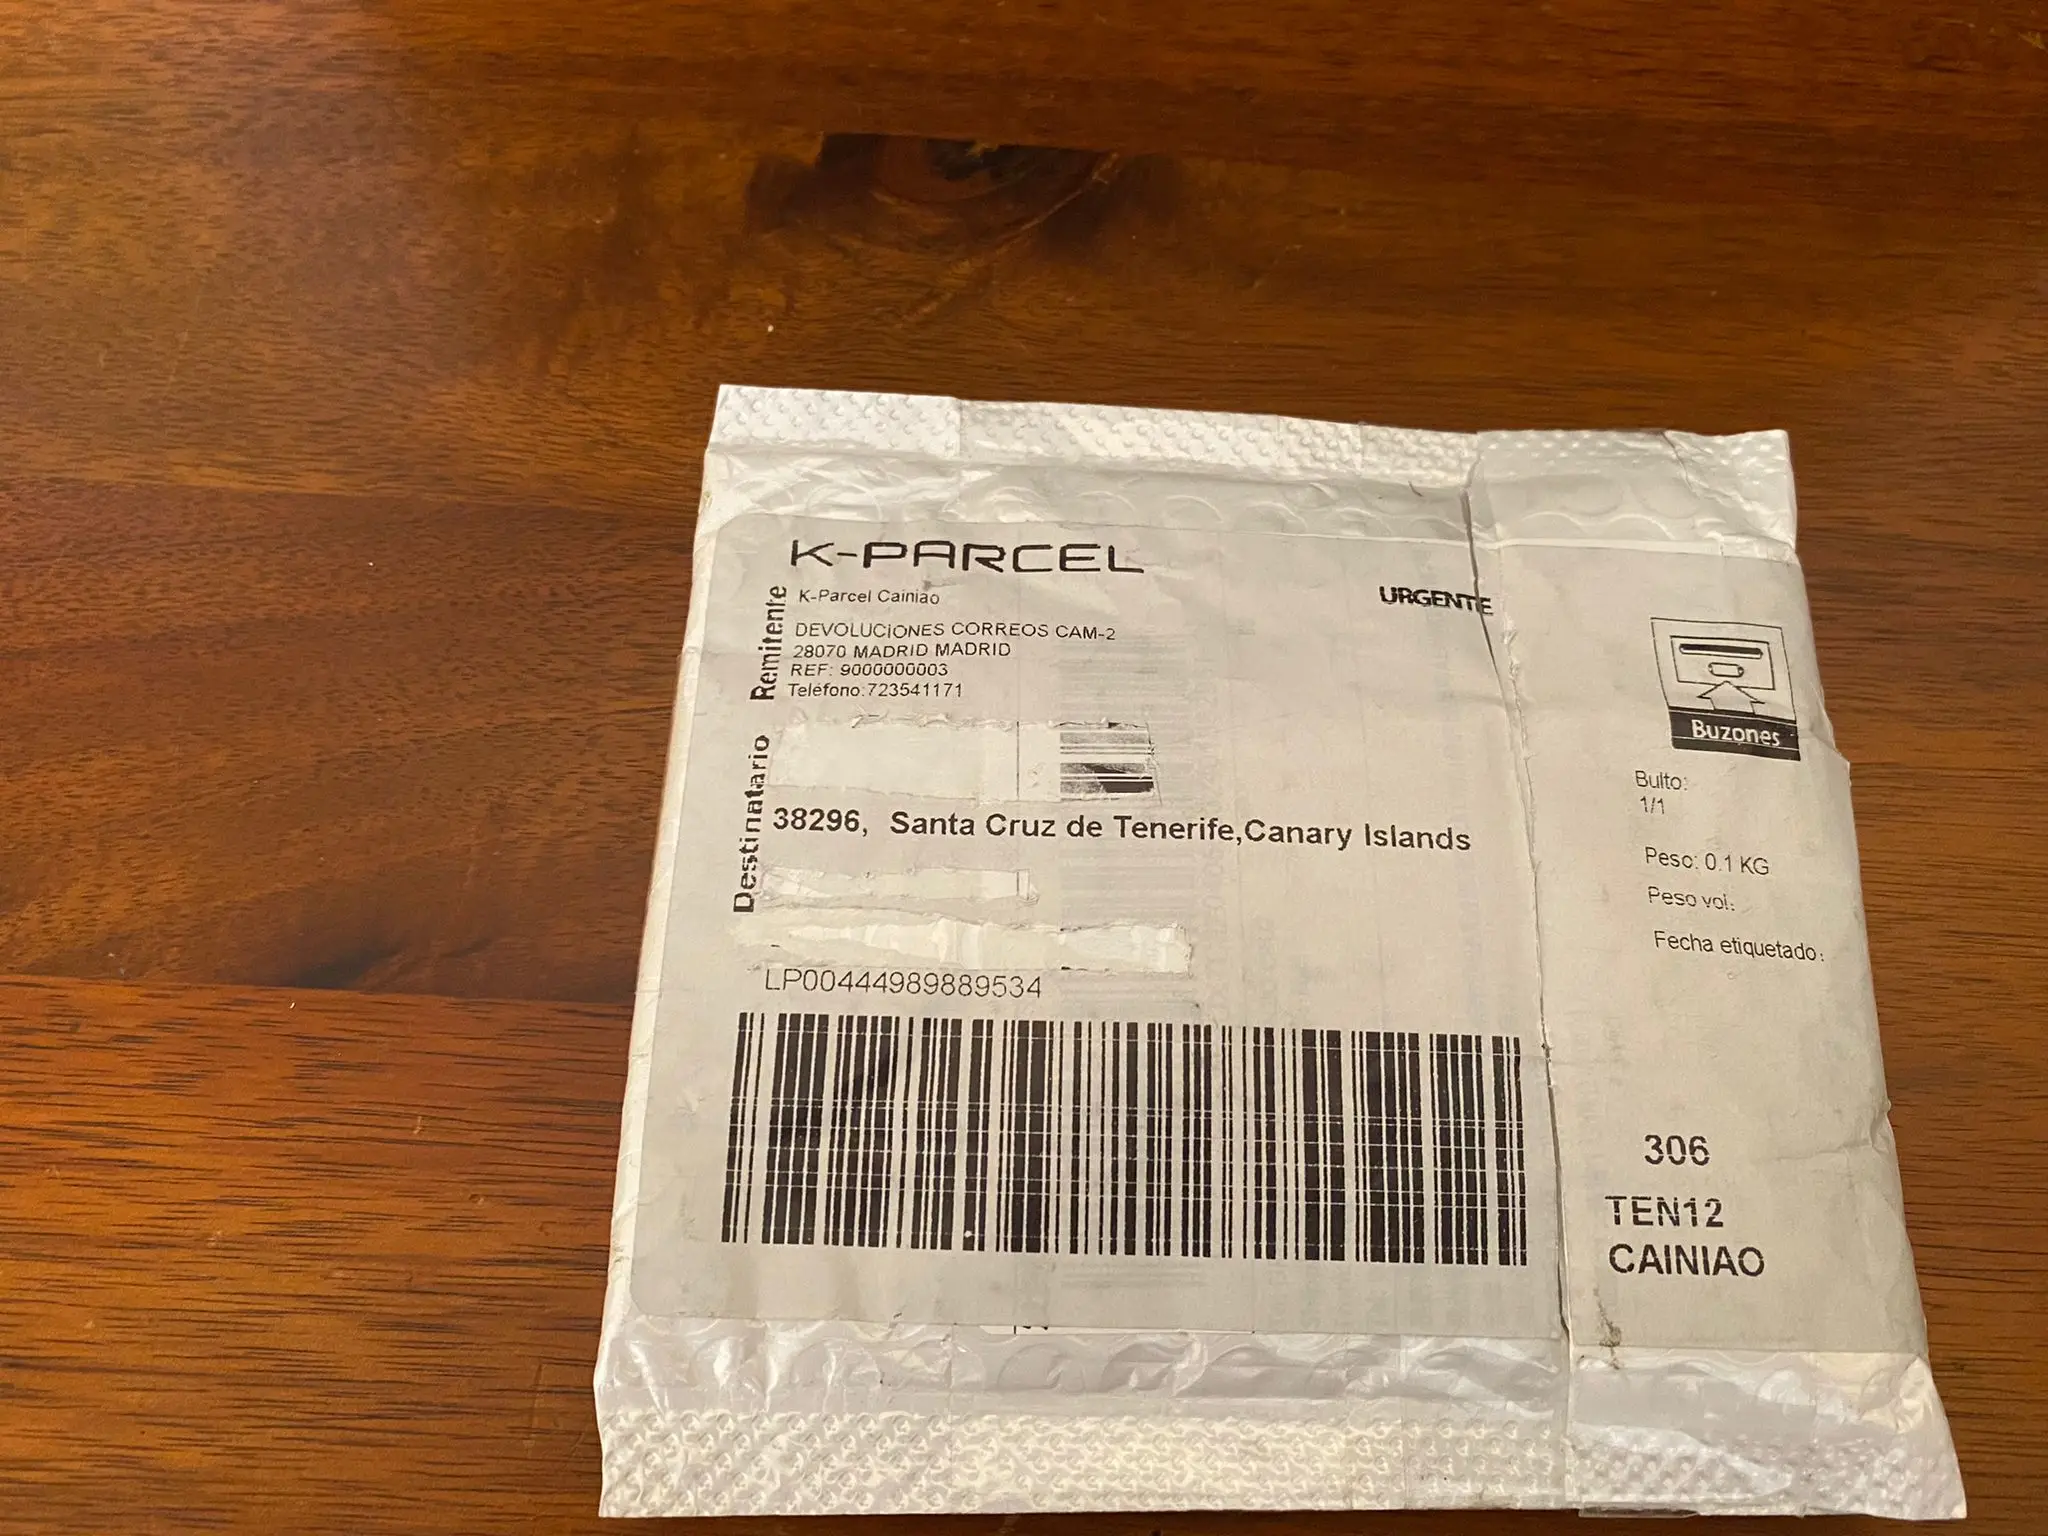 K-PARCEL
Remitente
K-Parcel Cainiao
URGENTE
DEVOLUCIONES CORREOS CAM-2
28070 MADRID MADRID
REF: 9000000003
Teléfono:723541171
Destinatario
38296, Santa Cruz de Tenerife,Canary Islands
LP00444989889534
Buzones
Bulto:
1/1
Peso: 0.1 KG
Peso vol:
Fecha etiquetado:
306
TEN12
CAINIAO